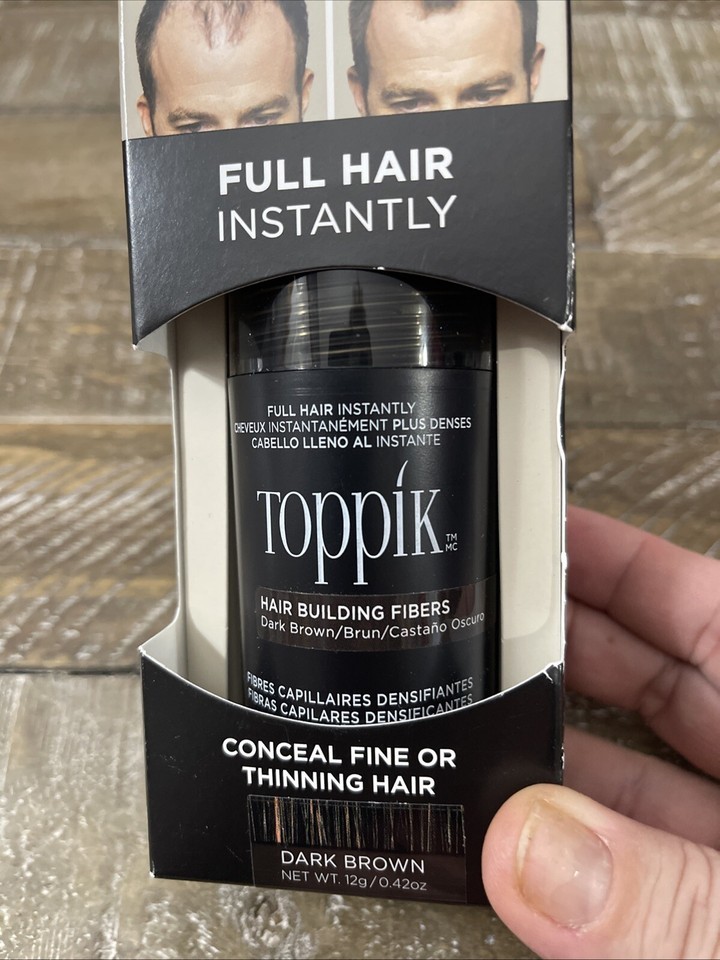 FULL HAIR
INSTANTLY
FULL HAIR INSTANTLY
CHEVEUX INSTANTANÉMENT PLUS DENSES
CABELLO LLENO AL INSTANTE
Toppík
TM
MC
HAIR BUILDING FIBERS
Dark Brown/Brun/Castaño Oscuro
FIBRES CAPILLAIRES DENSIFIANTES
FIBRAS CAPILARES DENSIFICANTES
CONCEAL FINE OR
THINNING HAIR
DARK BROWN
NET WT. 12g/0.42oz